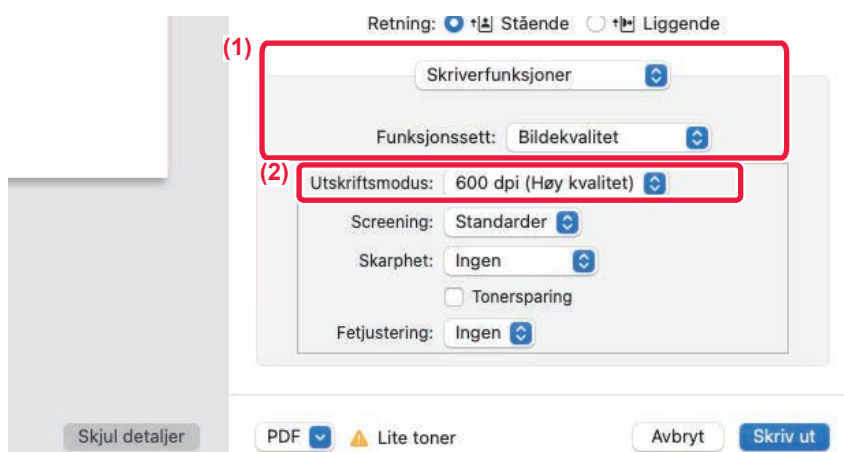 Retning: Stående Liggende
(1)
Skriverfunksjoner
Funksjonssett: Bildekvalitet
(2)
Utskriftsmodus: 600 dpi (Høy kvalitet)
Screening: Standarder
Skarphet: Ingen
Tonersparing
Fetjustering: Ingen
Skjul detaljer PDF Lite toner Avbryt Skriv ut